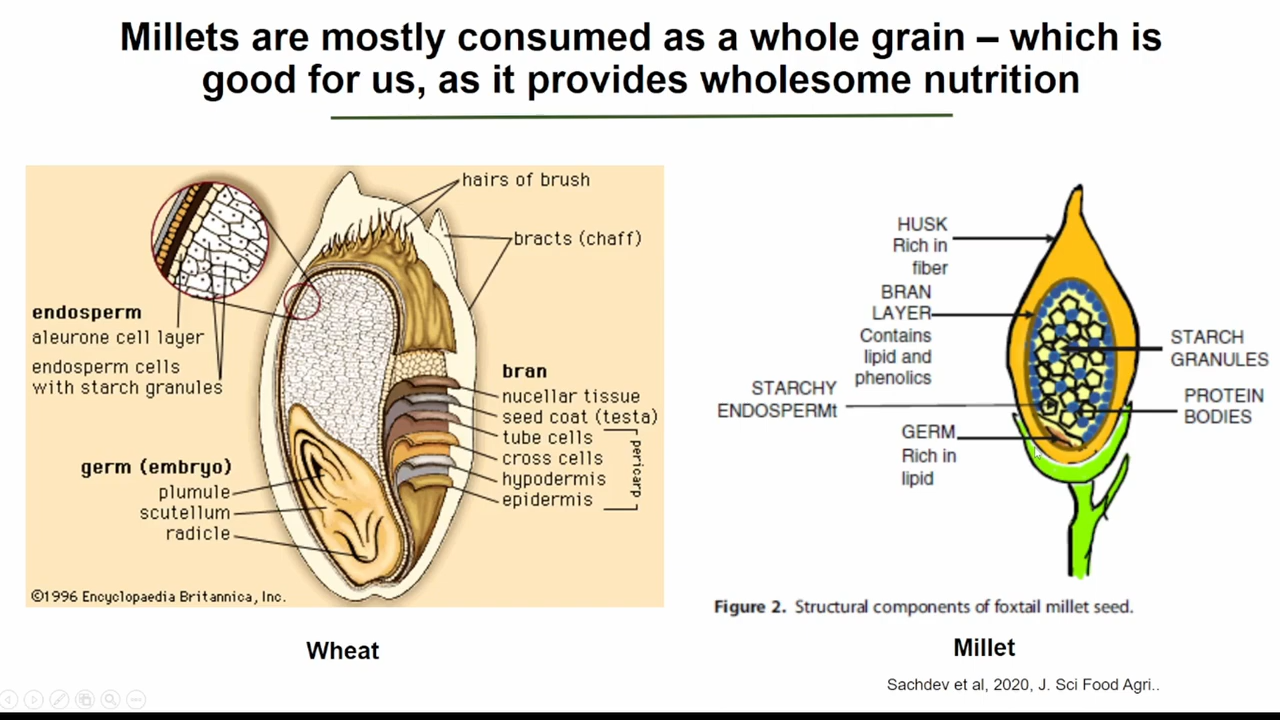 Millets are mostly consumed as a whole grain – which is
good for us, as it provides wholesome nutrition
hairs of brush
bracts (chaff)
endosperm
aleurone cell layer
endosperm cells
with starch granules
bran
nucellar tissue
seed coat (testa)
tube cells
cross cells
hypodermis
epidermis
pericarp
germ (embryo)
plumule
scutellum
radicle
©1996 Encyclopaedia Britannica, Inc.
Wheat
HUSK
Rich in
fiber
BRAN
LAYER
Contains
lipid and
phenolics
STARCHY
ENDOSPERMt
GERM
Rich in
lipid
STARCH
GRANULES
PROTEIN
BODIES
Figure 2. Structural components of foxtail millet seed.
Millet
Sachdev et al, 2020, J. Sci Food Agri..